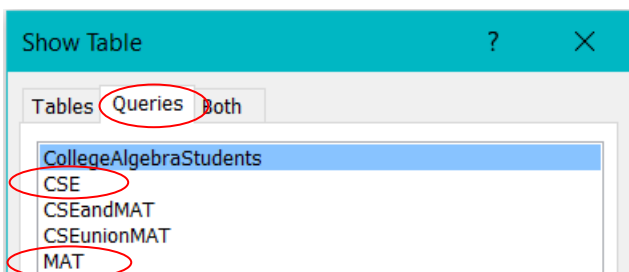 Show Table ? X
Tables Queries Both
CollegeAlgebraStudents
CSE
CSEandMAT
CSEunionMAT
MAT